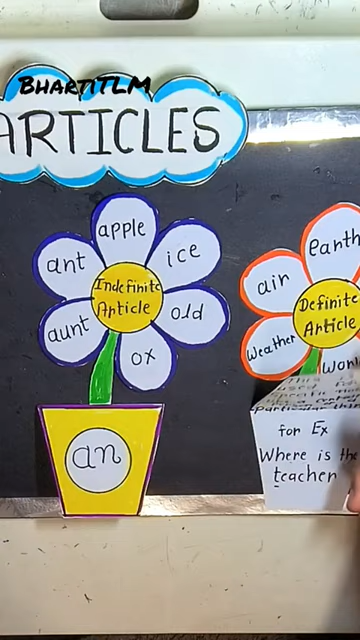 BhartiTLM
ARTICLES
apple
ant
ice
Indefinite
Article
aunt
old
ox
an
Earth
air
Definite
Article
Weather
for Ex
Where is the
teacher